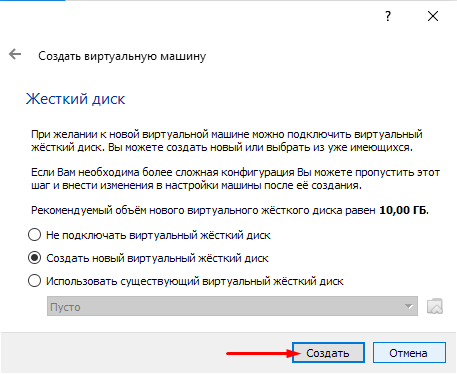 ?
Создать виртуальную машину
Жесткий диск
При желании к новой виртуальной машине можно подключить виртуальный
жёсткий диск. Вы можете создать новый или выбрать из уже имеющихся.
Если Вам необходима более сложная конфигурация Вы можете пропустить этот
шаг и внести изменения в настройки машины после её создания.
Рекомендуемый объём нового виртуального жёсткого диска равен 10,00 ГБ.
Не подключать виртуальный жёсткий диск
Создать новый виртуальный жёсткий диск
Использовать существующий виртуальный жёсткий диск
Пусто
Создать Отмена